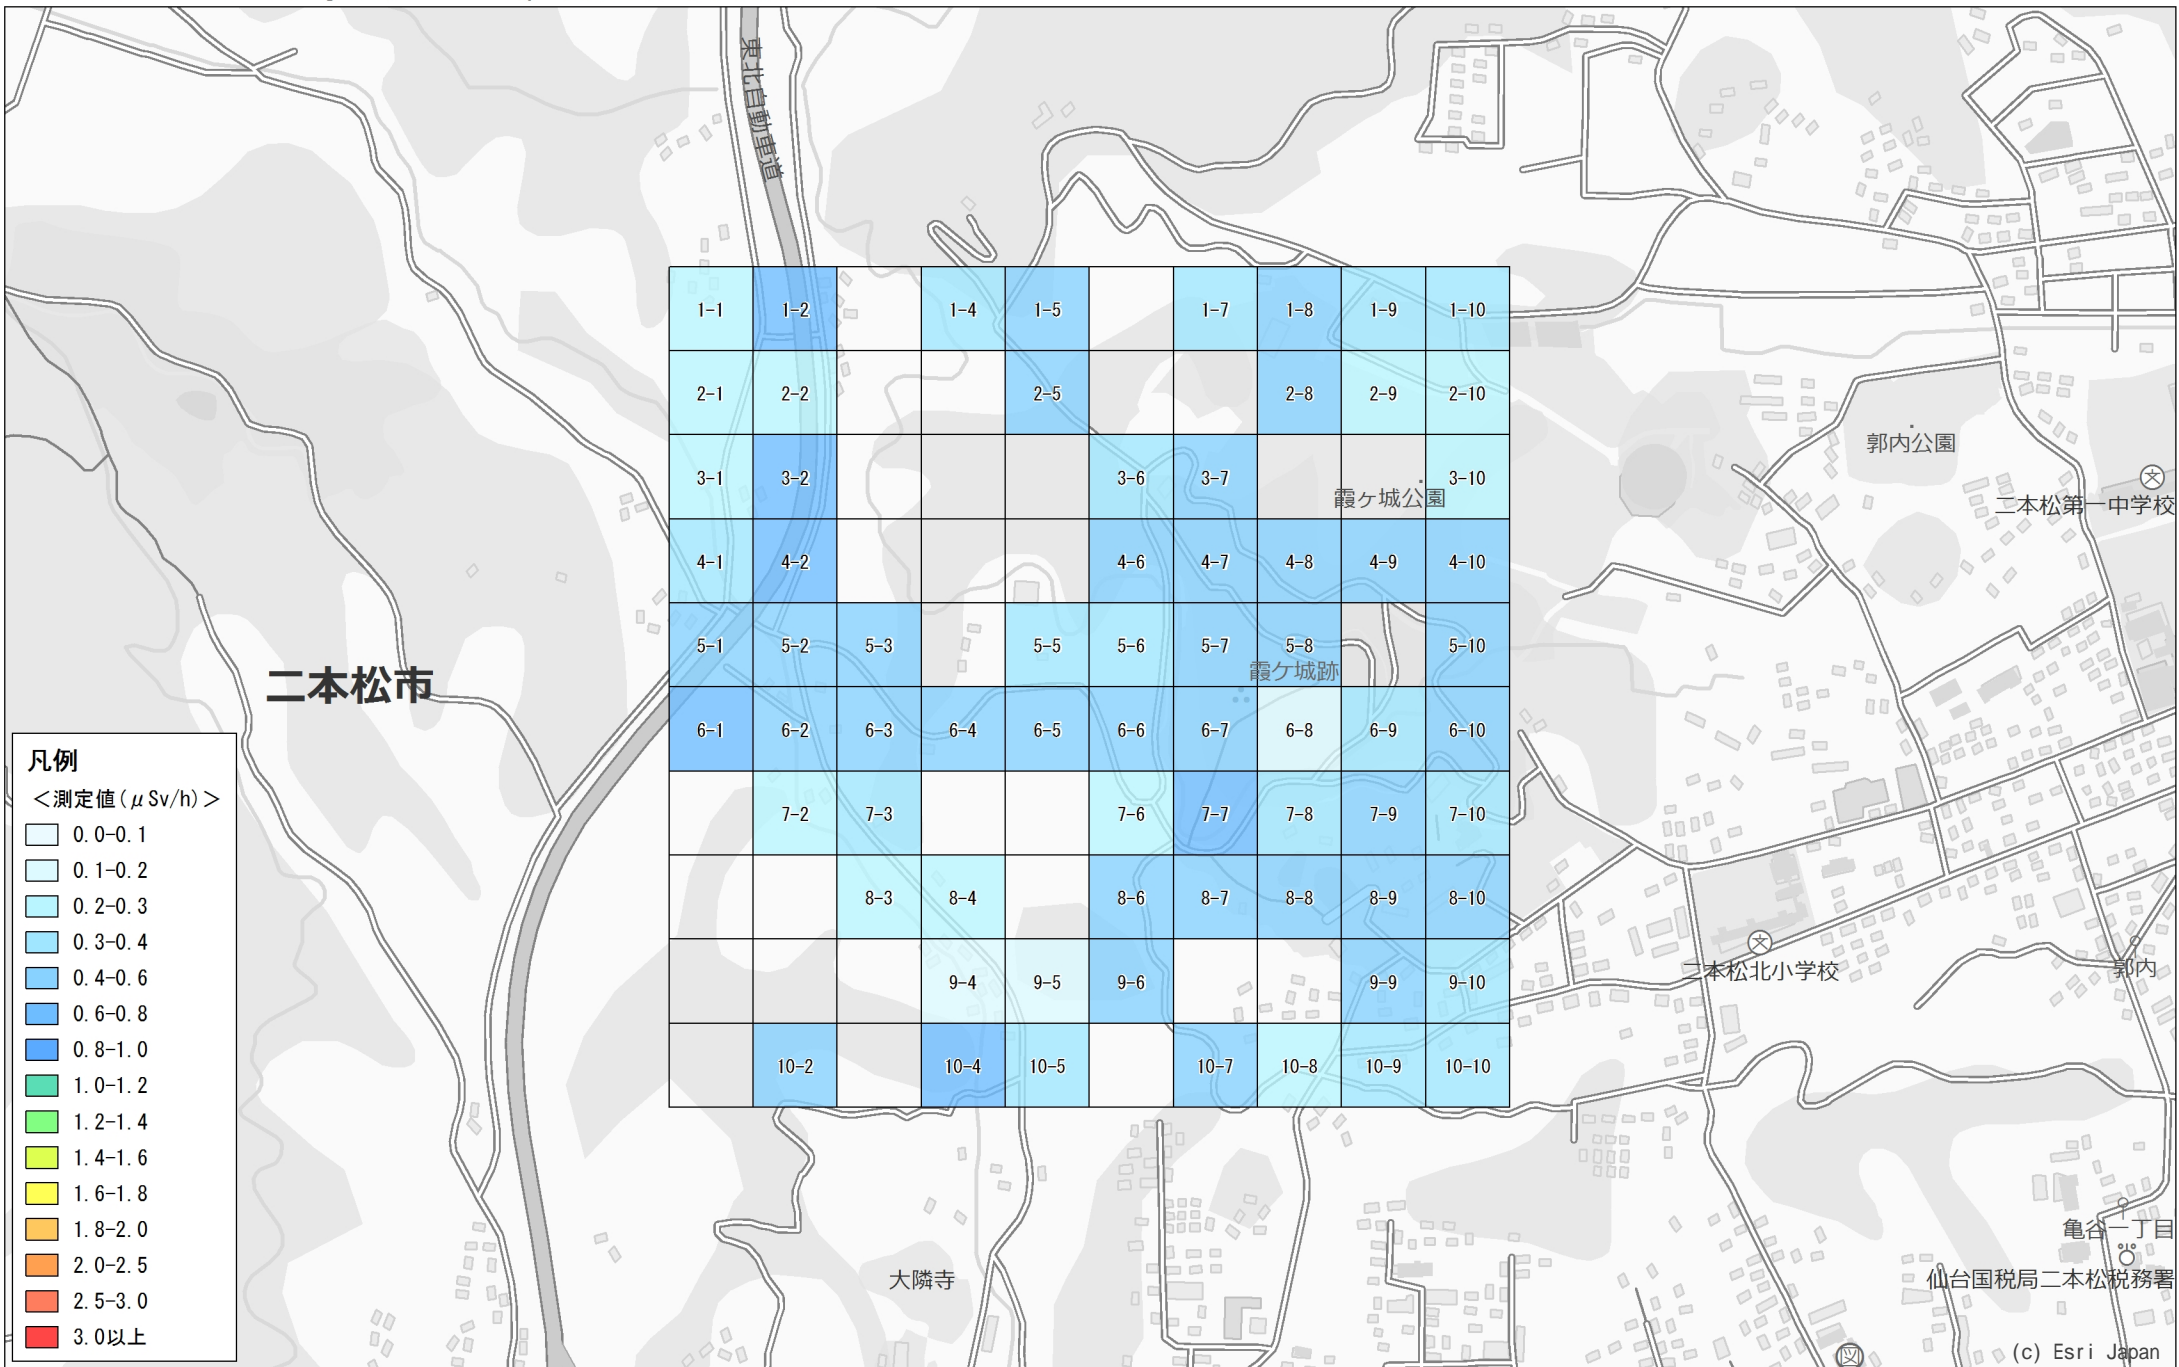 東北自動車道
1-1 1-2 1-4 1-5 1-7 1-8 1-9 1-10
2-1 2-2 2-5 2-8 2-9 2-10
郭内公園
3-1 3-2 3-6 3-7 3-10
霞ヶ城公園
二本松第一中学校
4-1 4-2 4-6 4-7 4-8 4-9 4-10
5-1 5-2 5-3 5-5 5-6 5-7 5-8 5-10
霞ケ城跡
二本松市
6-1 6-2 6-3 6-4 6-5 6-6 6-7 6-8 6-9 6-10
7-2 7-3 7-6 7-7 7-8 7-9 7-10
8-3 8-4 8-6 8-7 8-8 8-9 8-10
文
文
二本松北小学校
郭内
9-4 9-5 9-6 9-9 9-10
10-2 10-4 10-5 10-7 10-8 10-9 10-10
亀谷一丁目
大隣寺
仙台国税局二本松税務署
図
凡例
＜測定値(μSv/h)＞
0.0-0.1
0.1-0.2
0.2-0.3
0.3-0.4
0.4-0.6
0.6-0.8
0.8-1.0
1.0-1.2
1.2-1.4
1.4-1.6
1.6-1.8
1.8-2.0
2.0-2.5
2.5-3.0
3.0以上
(c) Esri Japan